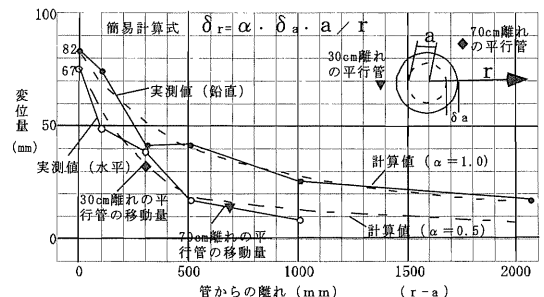 簡易計算式 δr=α・δa・a/r
100
82
67
50
0
変位量
(mm)
a
70cm離れの平行管
30cm離れの平行管
r
δa
実測値(鉛直)
実測値(水平)
計算値(α=1.0)
計算値(α=0.5)
30cm離れの平行管の移動量
70cm離れの平行管の移動量
0
500
1000
1500
2000
管からの離れ(mm)
(r-a)